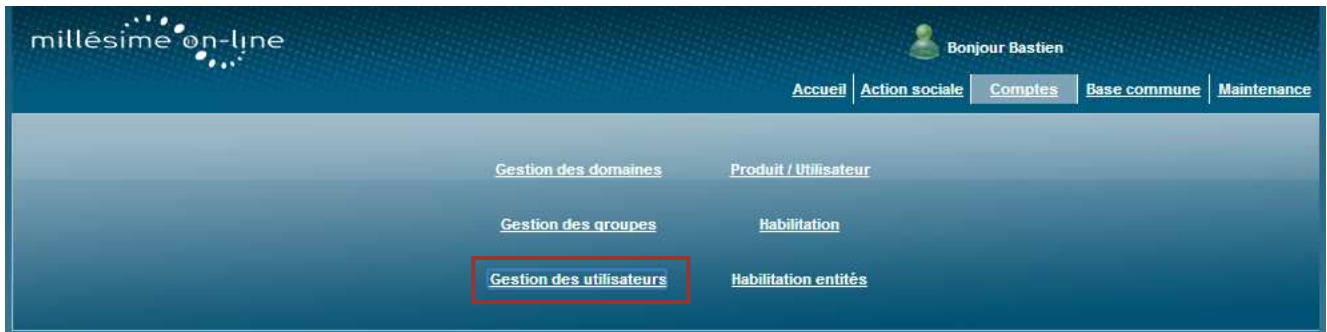 millésime on-line
Bonjour Bastien
Accueil Action sociale Comptes Base commune Maintenance
Gestion des domaines Produit / Utilisateur
Gestion des groupes Habilitation
Gestion des utilisateurs Habilitation entités